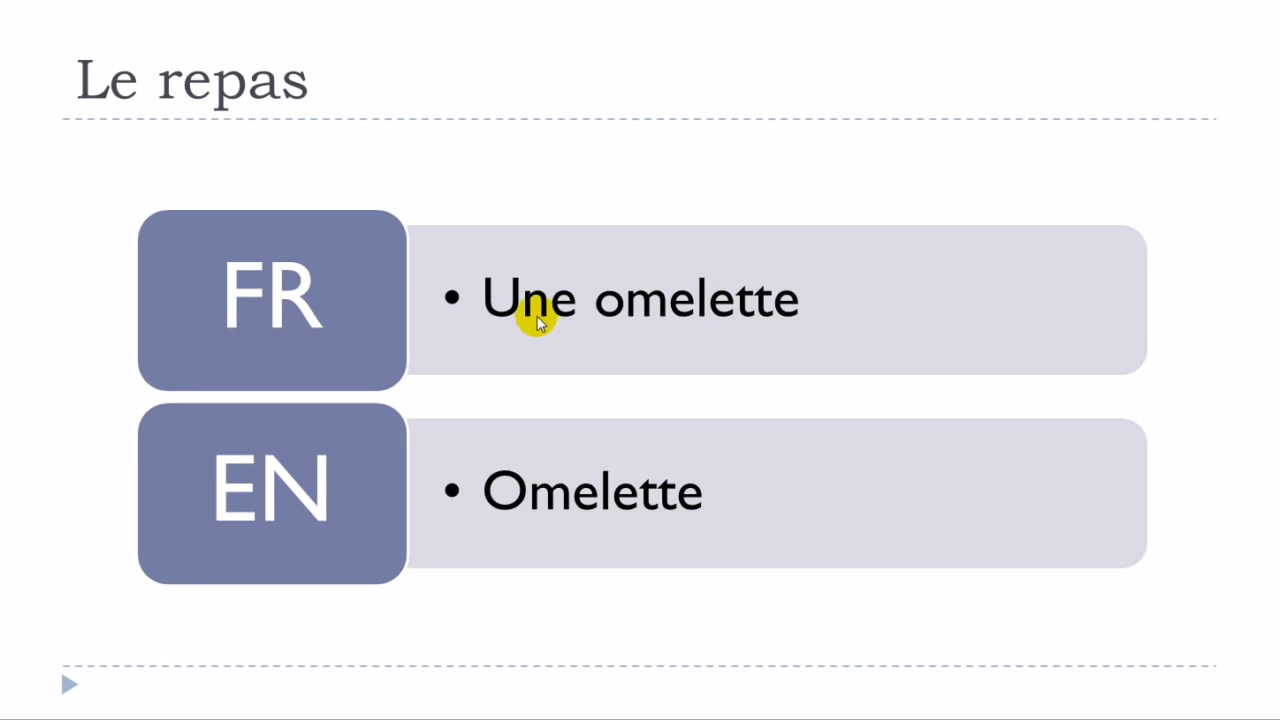 Le repas
FR
• Une omelette
EN
• Omelette